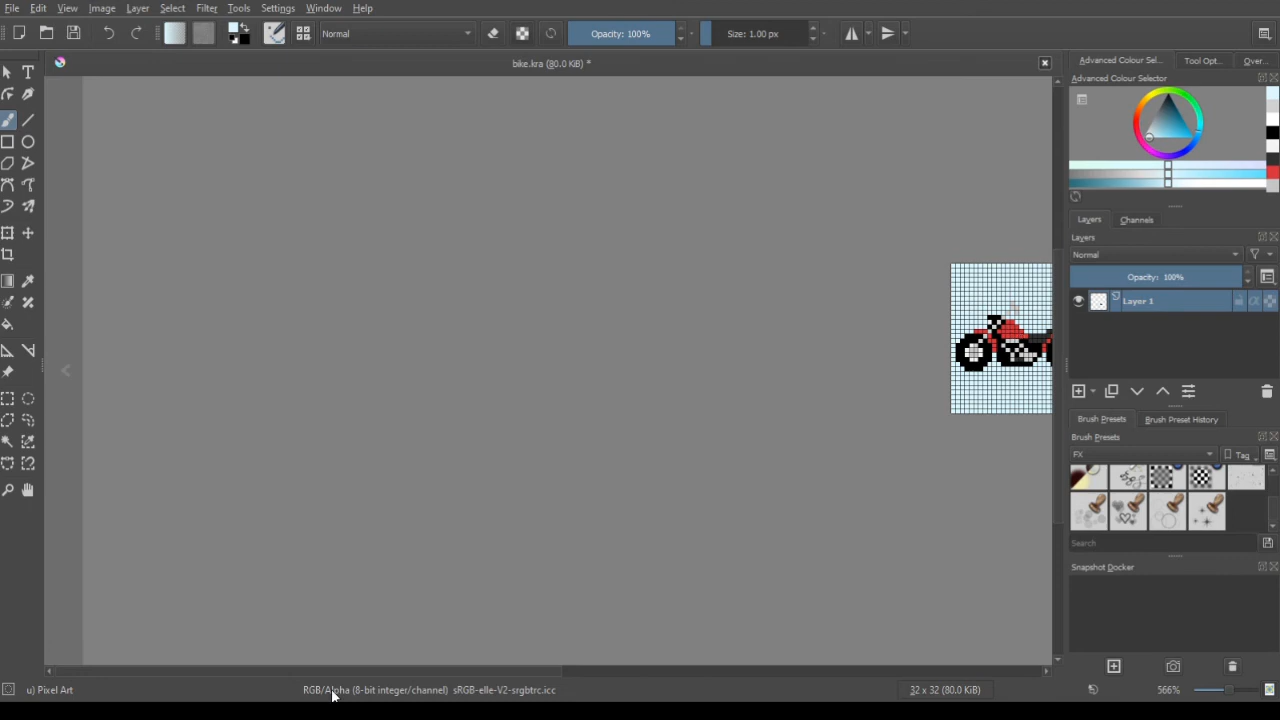 File Edit View Image Layer Select Filter Tools Settings Window Help
Normal Opacity: 100% Size: 1.00 px
bike.kra (80.0 KiB) *
Advanced Colour Sel... Tool Opt... Over...
Advanced Colour Selector
Layers Channels
Layers
Normal
Opacity: 100%
Layer 1
Brush Presets Brush Preset History
Brush Presets
FX Tag
Search
Snapshot Docker
u) Pixel Art RGB/Alpha (8-bit integer/channel) sRGB-elle-V2-srgbtrc.icc 32 x 32 (80.0 KiB) 566%